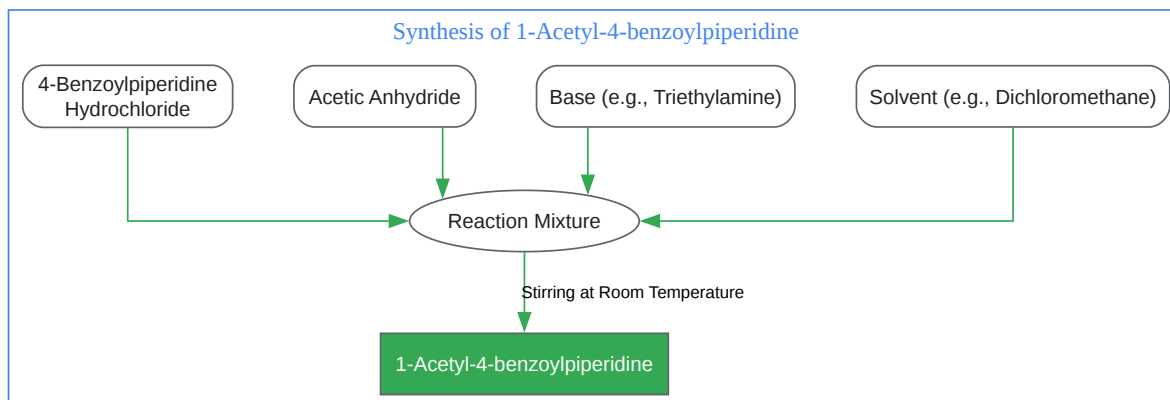 Synthesis of 1-Acetyl-4-benzoylpiperidine
4-Benzoylpiperidine
Hydrochloride
Acetic Anhydride
Base (e.g., Triethylamine)
Solvent (e.g., Dichloromethane)
Reaction Mixture
Stirring at Room Temperature
1-Acetyl-4-benzoylpiperidine